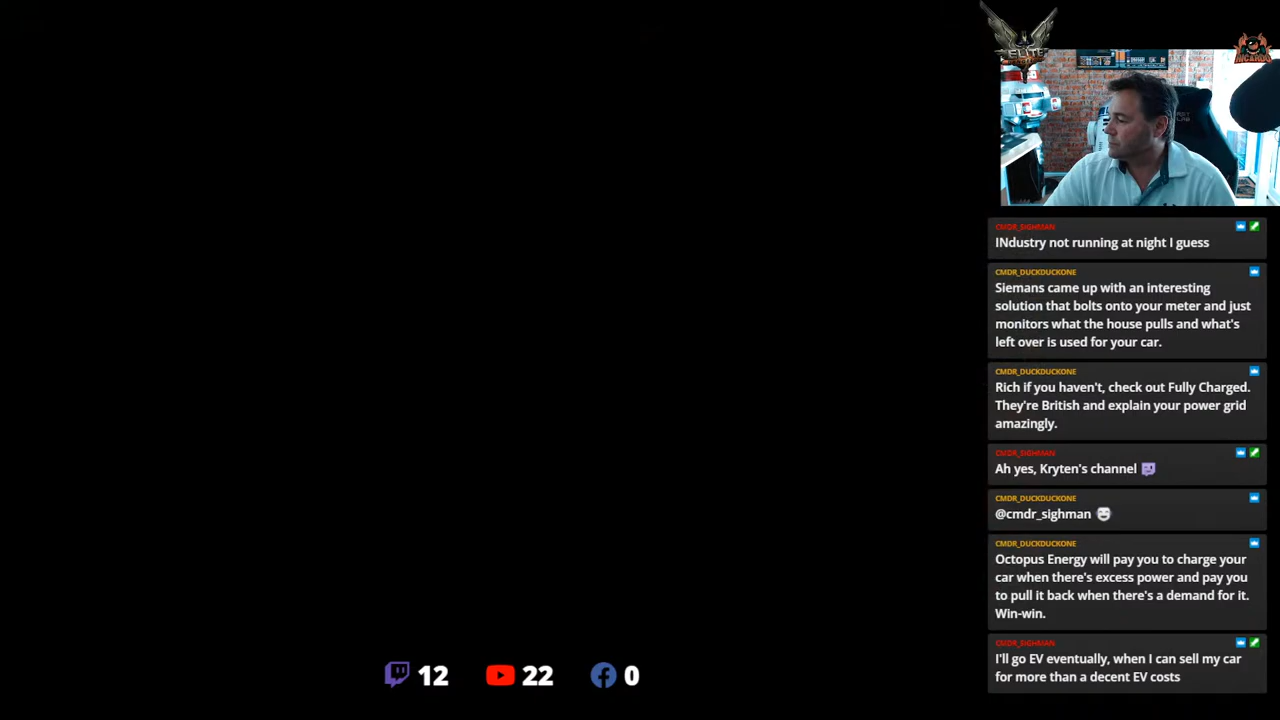 ELITE
RICARDO
CMDR_SIGHMAN
INdustry not running at night I guess
CMDR_DUCKDUCKONE
Siemans came up with an interesting
solution that bolts onto your meter and just
monitors what the house pulls and what's
left over is used for your car.
CMDR_DUCKDUCKONE
Rich if you haven't, check out Fully Charged.
They're British and explain your power grid
amazingly.
CMDR_SIGHMAN
Ah yes, Kryten's channel
CMDR_DUCKDUCKONE
@cmdr_sighman
CMDR_DUCKDUCKONE
Octopus Energy will pay you to charge your
car when there's excess power and pay you
to pull it back when there's a demand for it.
Win-win.
CMDR_SIGHMAN
I'll go EV eventually, when I can sell my car
for more than a decent EV costs
12 22 0